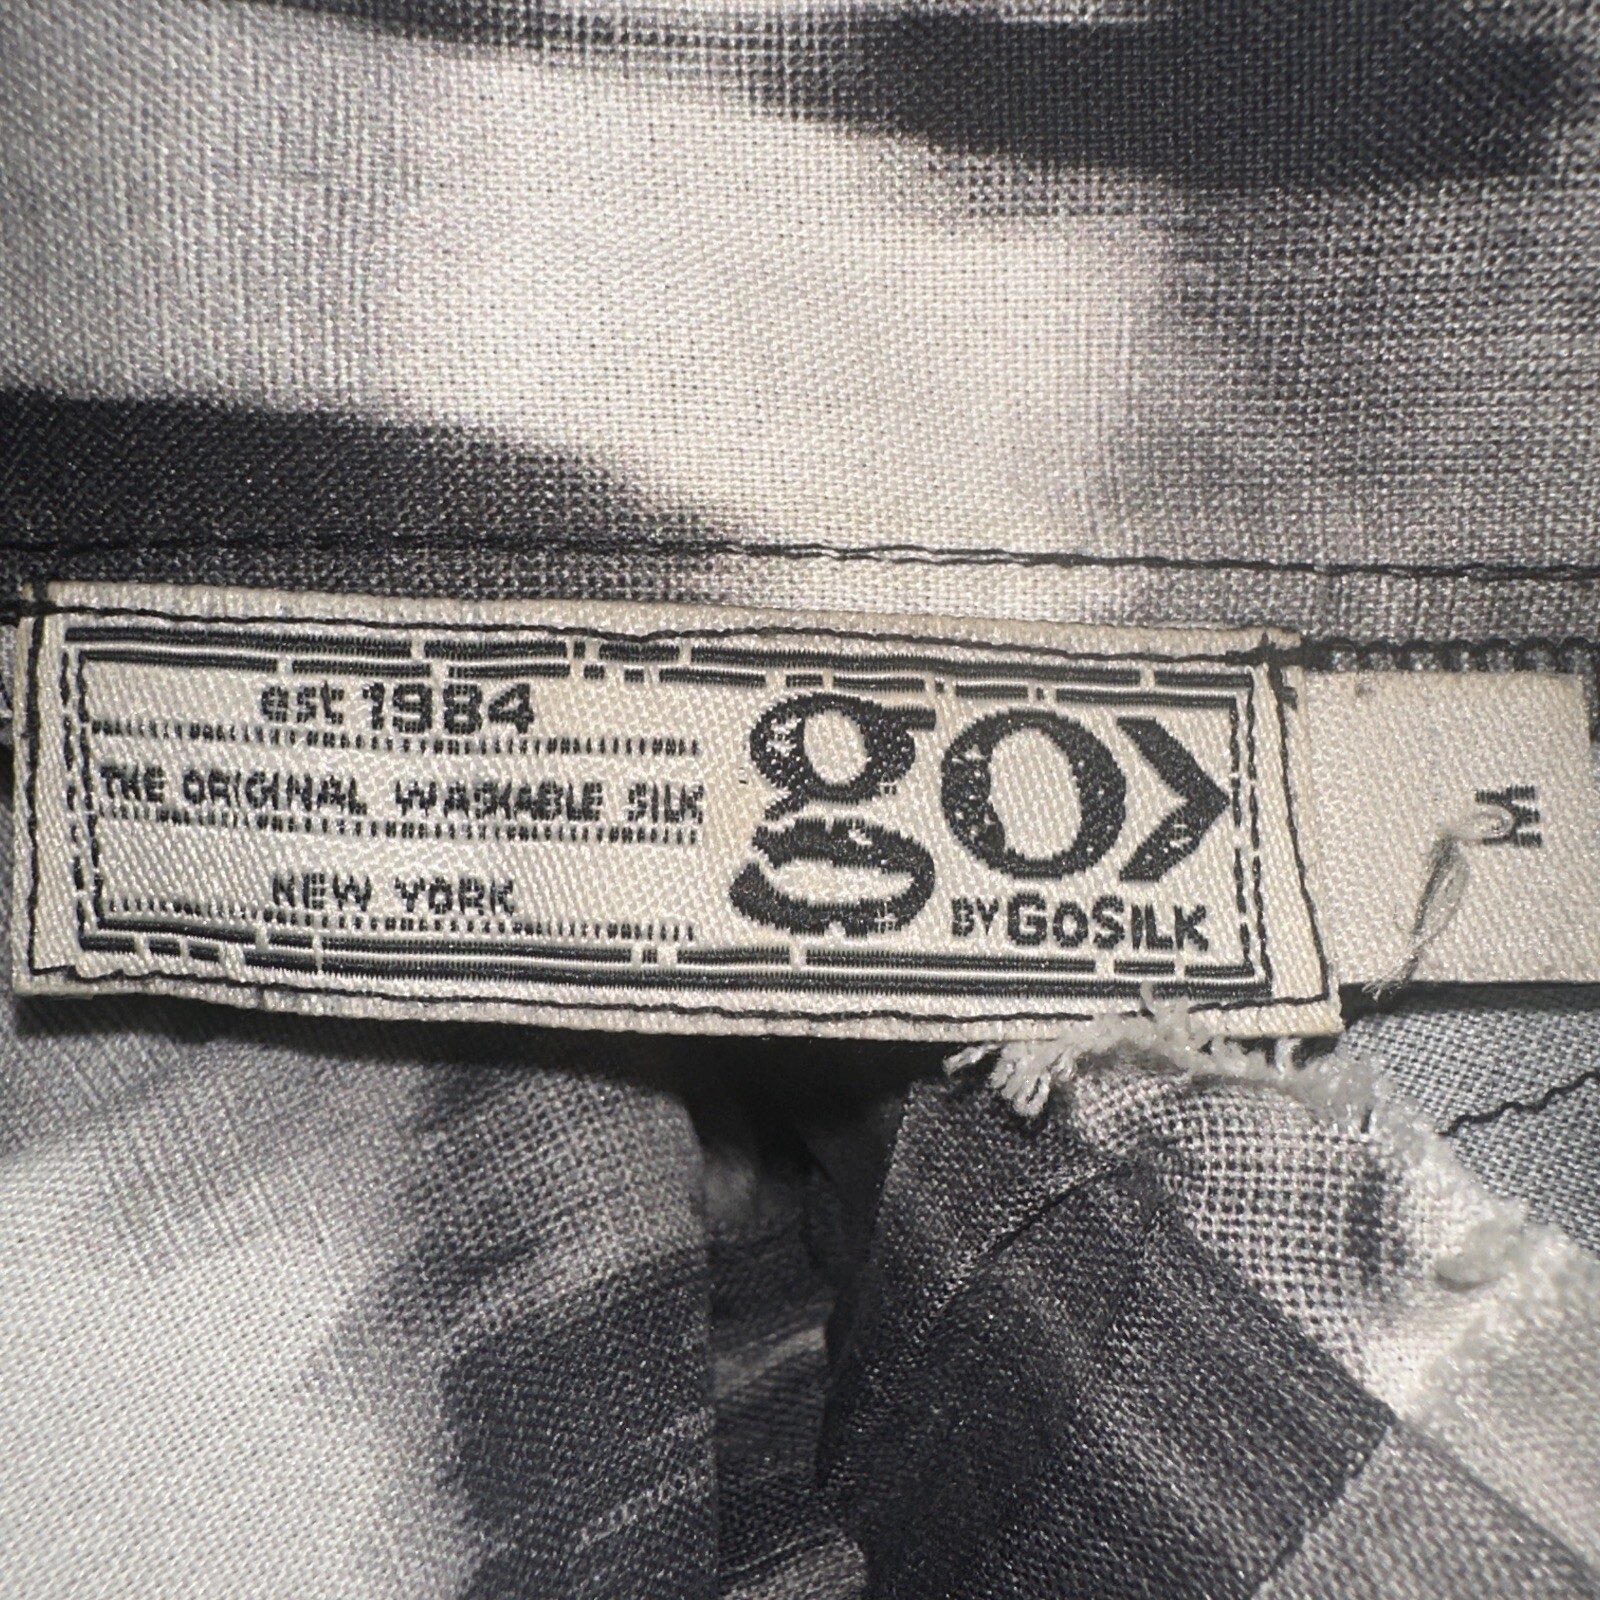 est 1984
THE ORIGINAL WASHABLE SILK
NEW YORK
go>
BY GOSILK
M